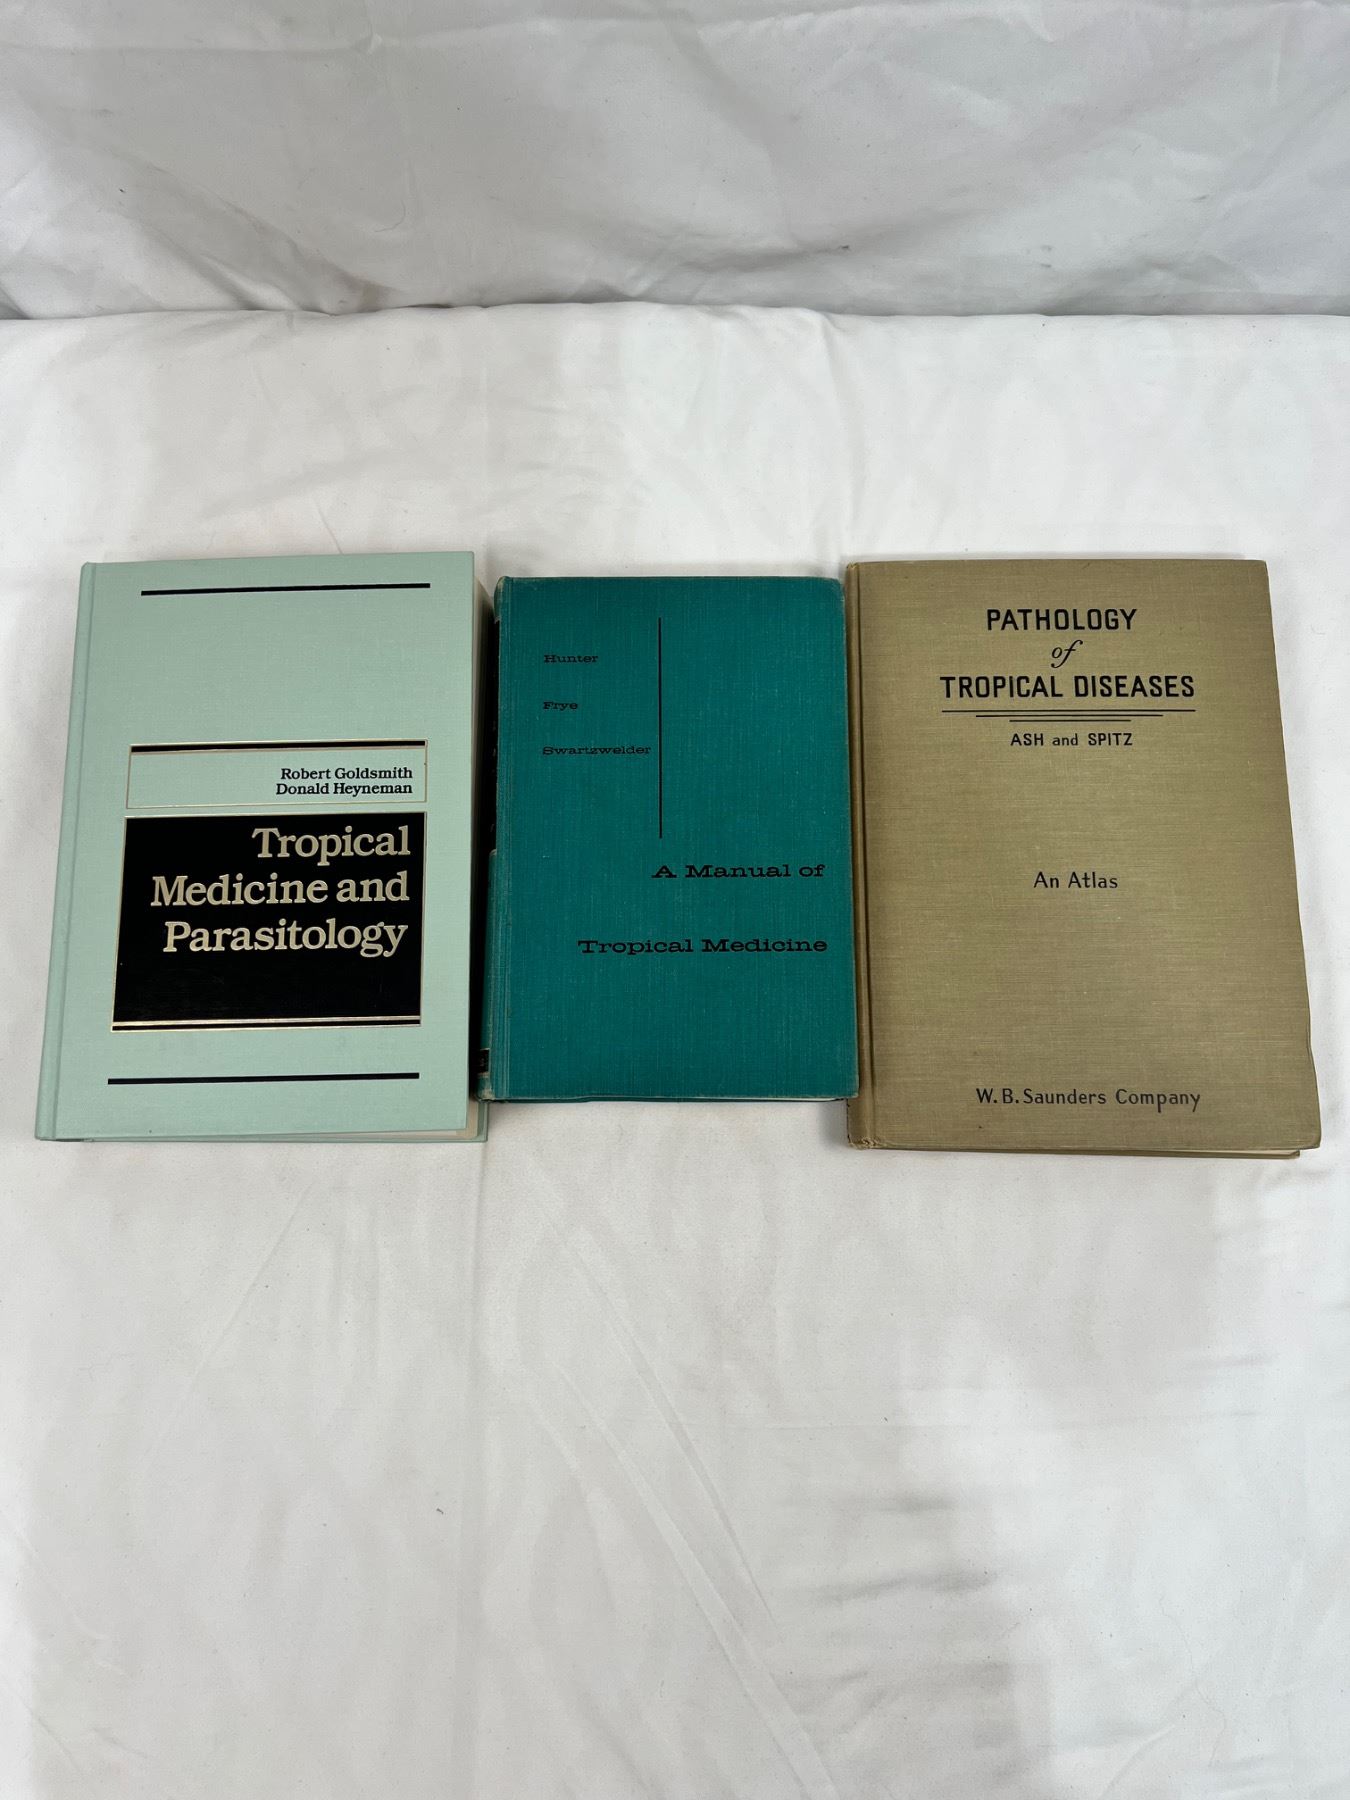 Robert Goldsmith
Donald Heyneman
Tropical
Medicine and
Parasitology
Hunter
Frye
Swartzwelder
A Manual of
Tropical Medicine
PATHOLOGY
of
TROPICAL DISEASES
ASH and SPITZ
An Atlas
W. B. Saunders Company